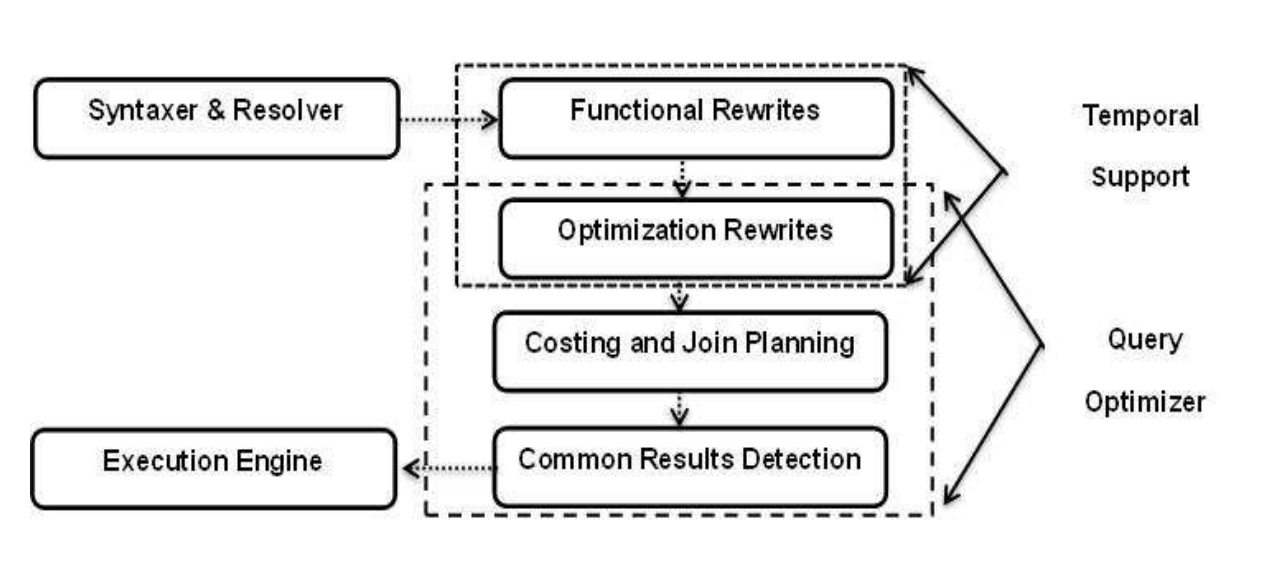 Syntaxer & Resolver
Functional Rewrites
Temporal
Support
Optimization Rewrites
Costing and Join Planning
Query
Optimizer
Execution Engine
Common Results Detection